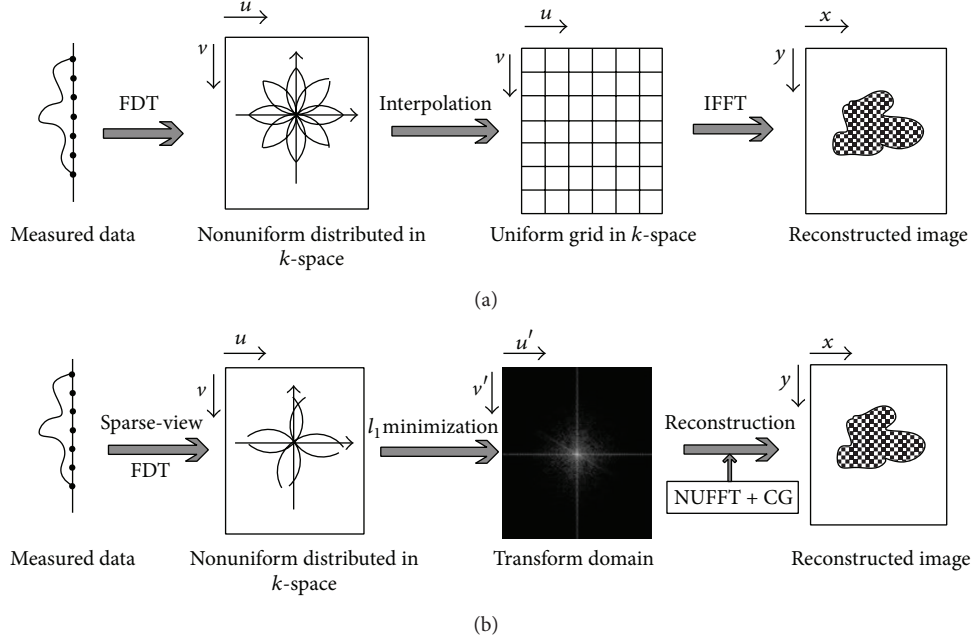 u
u
x
v
v
y
FDT
Interpolation
IFFT
Measured data
Nonuniform distributed in
k-space
Uniform grid in k-space
Reconstructed image
(a)
u
u′
x
v
v′
y
Sparse-view
FDT
l₁ minimization
Reconstruction
NUFFT + CG
Measured data
Nonuniform distributed in
k-space
Transform domain
Reconstructed image
(b)